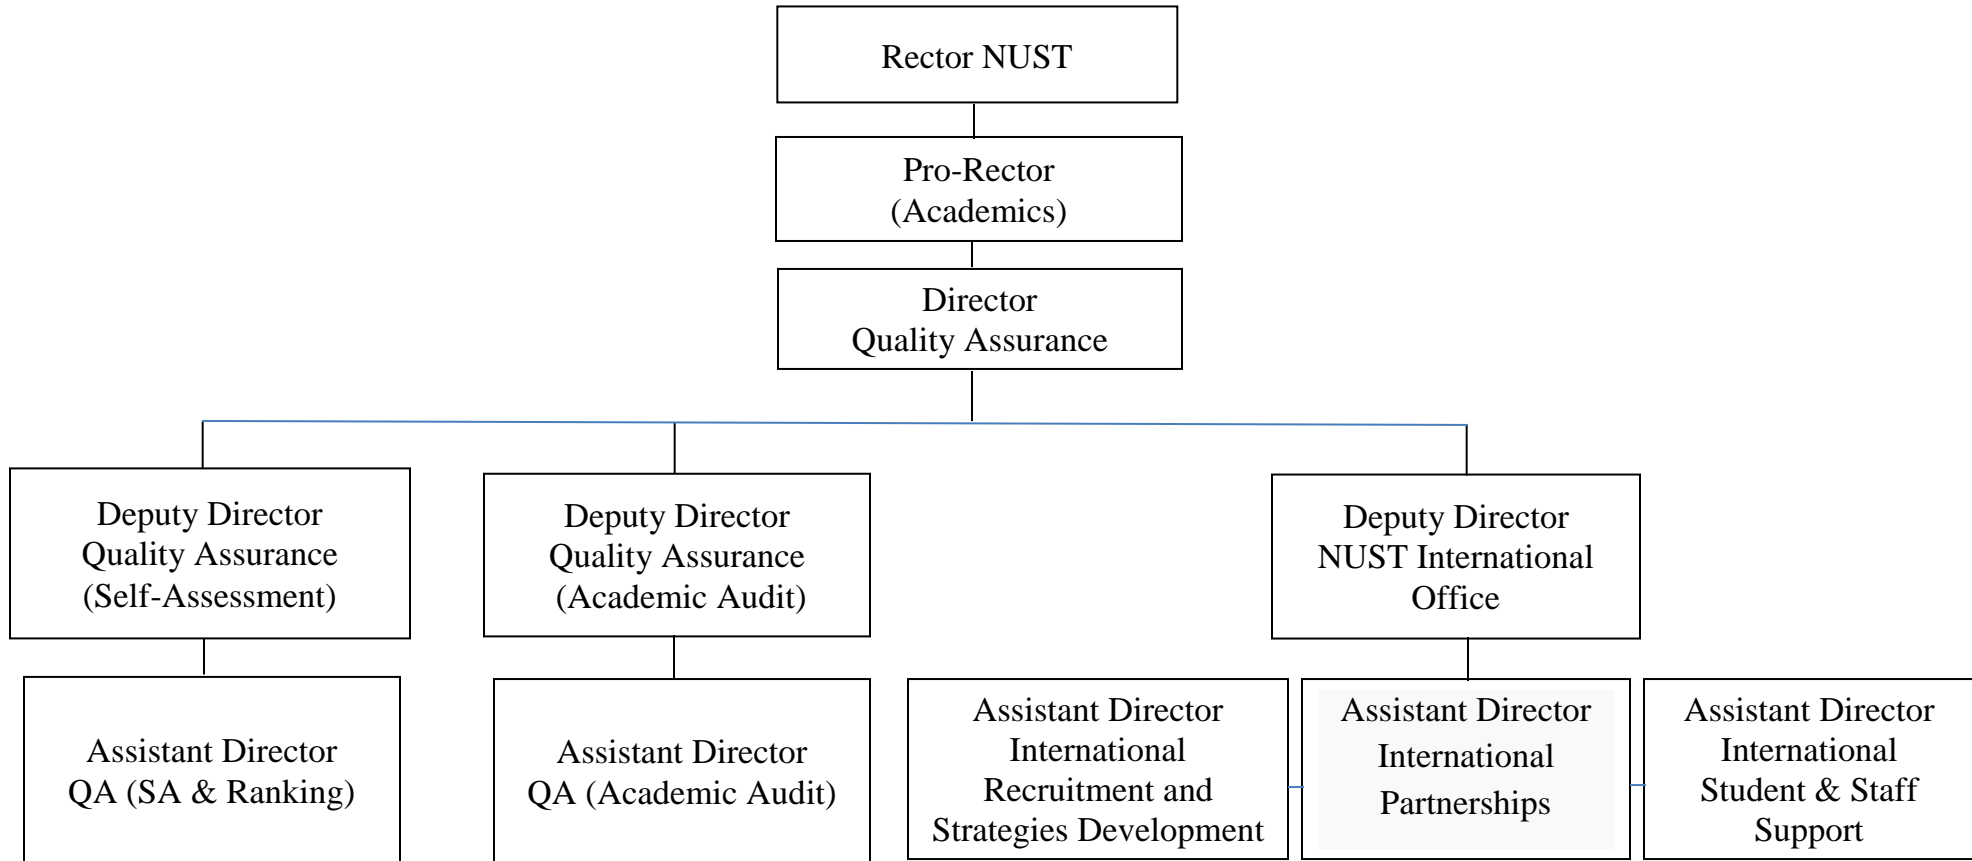 Rector NUST
Pro-Rector
(Academics)
Director
Quality Assurance
Deputy Director
Quality Assurance
(Self-Assessment)
Deputy Director
Quality Assurance
(Academic Audit)
Deputy Director
NUST International
Office
Assistant Director
QA (SA & Ranking)
Assistant Director
QA (Academic Audit)
Assistant Director
International
Recruitment and
Strategies Development
Assistant Director
International
Partnerships
Assistant Director
International
Student & Staff
Support